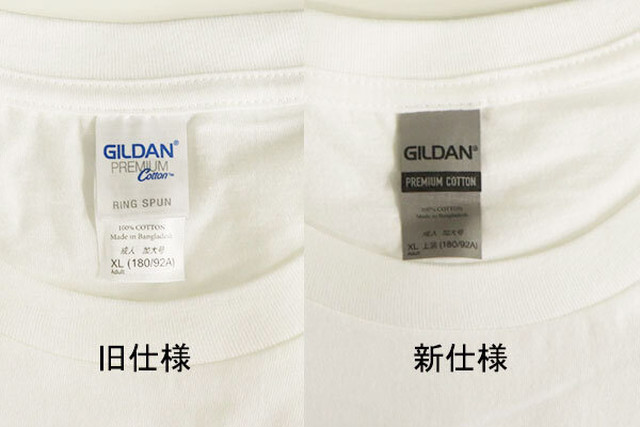 GILDAN®
PREMIUM
Cotton™
RING SPUN
100% COTTON
Made in Bangladesh
成人 加大号
XL (180/92A)
Adult
旧仕様
GILDAN®
PREMIUM COTTON
100% COTTON
Made in Bangladesh
成人 加大号
XL 上装 (180/92A)
Adult
新仕様